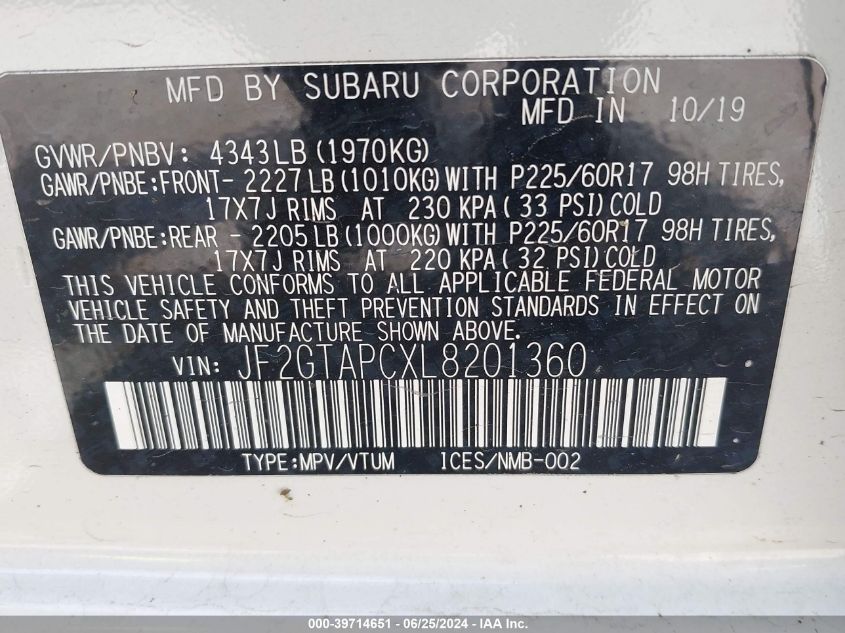 MFD BY SUBARU CORPORATION
MFD IN 10/19
GVWR/PNBV: 4343LB (1970KG)
GAWR/PNBE:FRONT- 2227 LB (1010KG) WITH P225/60R17 98H TIRES,
17X7J RIMS AT 230 KPA ( 33 PSI) COLD
GAWR/PNBE:REAR - 2205 LB (1000KG) WITH P225/60R17 98H TIRES,
17X7J RIMS AT 220 KPA ( 32 PSI) COLD
THIS VEHICLE CONFORMS TO ALL APPLICABLE FEDERAL MOTOR
VEHICLE SAFETY AND THEFT PREVENTION STANDARDS IN EFFECT ON
THE DATE OF MANUFACTURE SHOWN ABOVE.
VIN: JF2GTAPCXL8201360
TYPE:MPV/VTUM ICES/NMB-002
000-39714651 - 06/25/2024 - IAA Inc.